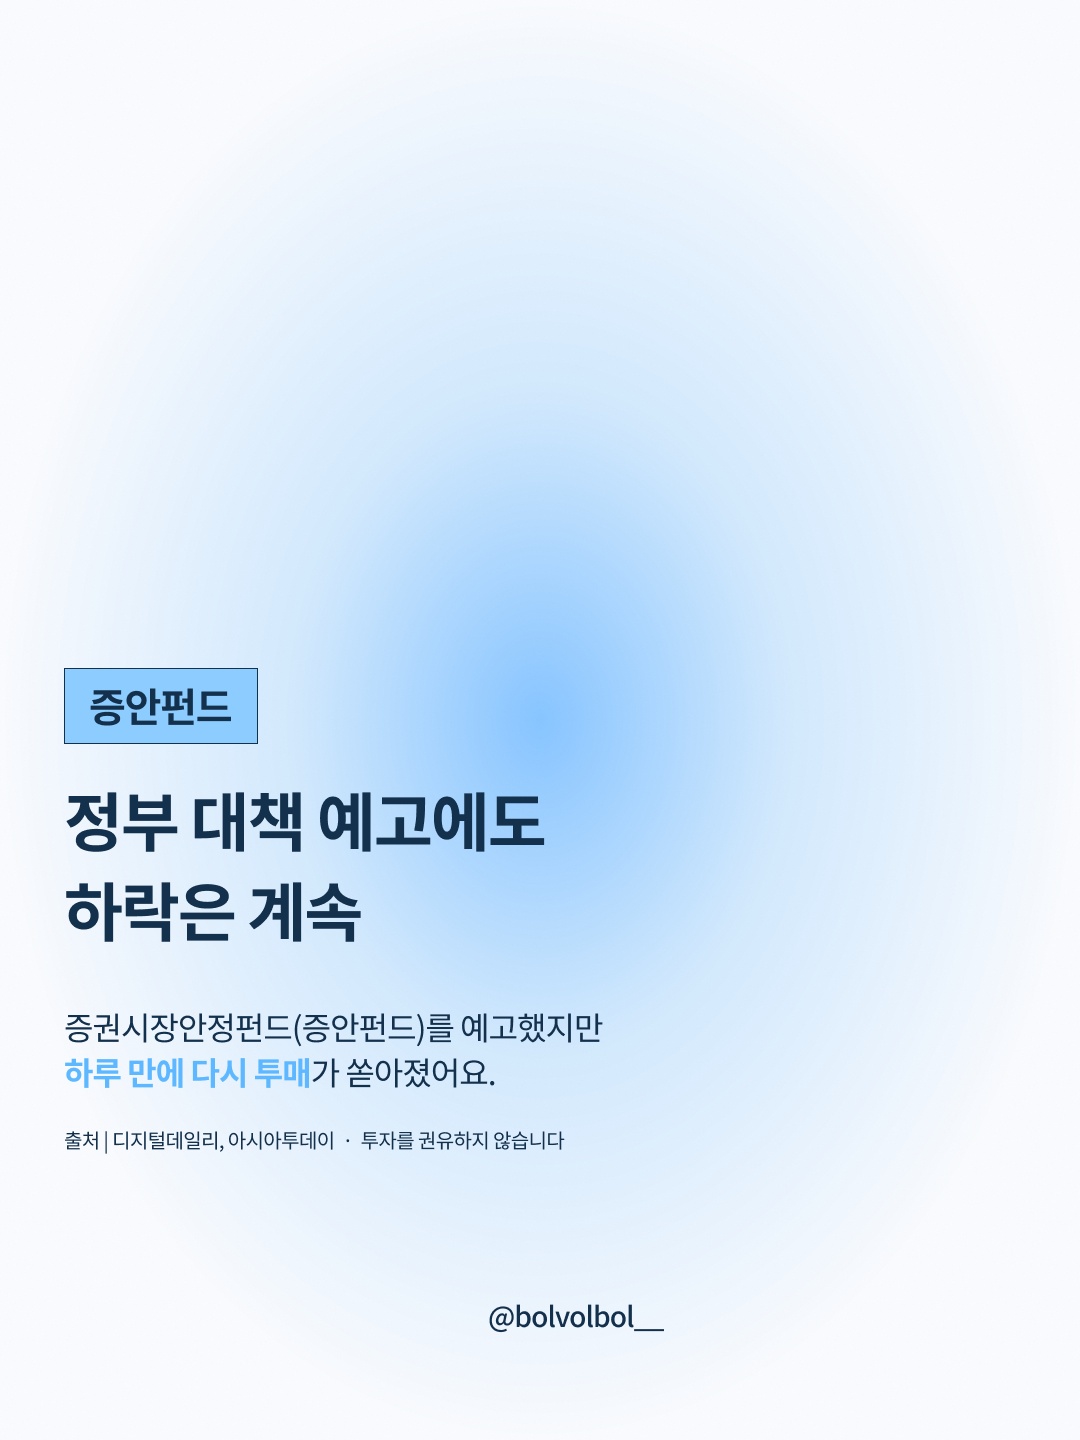 증안펀드
정부 대책 예고에도
하락은 계속
증권시장안정펀드(증안펀드)를 예고했지만
하루 만에 다시 투매가 쏟아졌어요.
출처 | 디지털데일리, 아시아투데이 · 투자를 권유하지 않습니다
@bolvolbol__